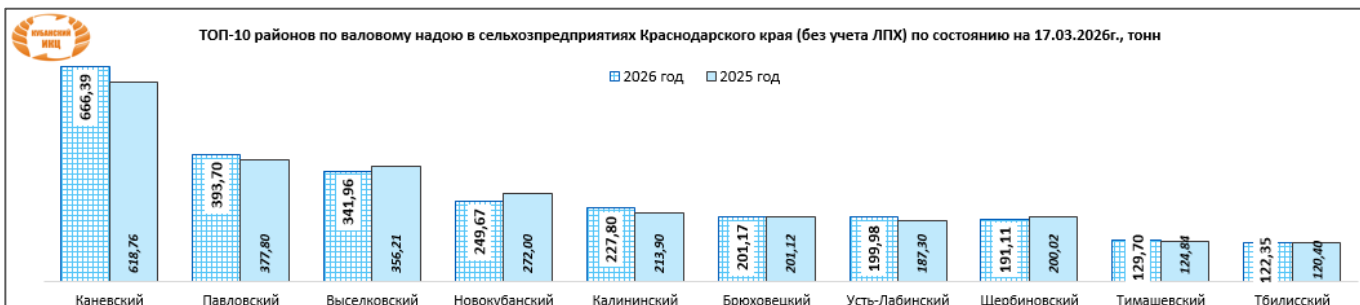 КУБАНСКИЙ
ИКЦ
ТОП-10 районов по валовому надою в сельхозпредприятиях Краснодарского края (без учета ЛПХ) по состоянию на 17.03.2026г., тонн
2026 год 2025 год
666,39 618,76 393,70 377,80 341,96 356,21 249,67 272,00 227,80 213,90 201,17 201,12 199,98 187,30 191,11 200,02 129,70 124,84 122,35 120,40
Каневский Павловский Выселковский Новокубанский Калининский Брюховецкий Усть-Лабинский Щербиновский Тимашевский Тбилисский